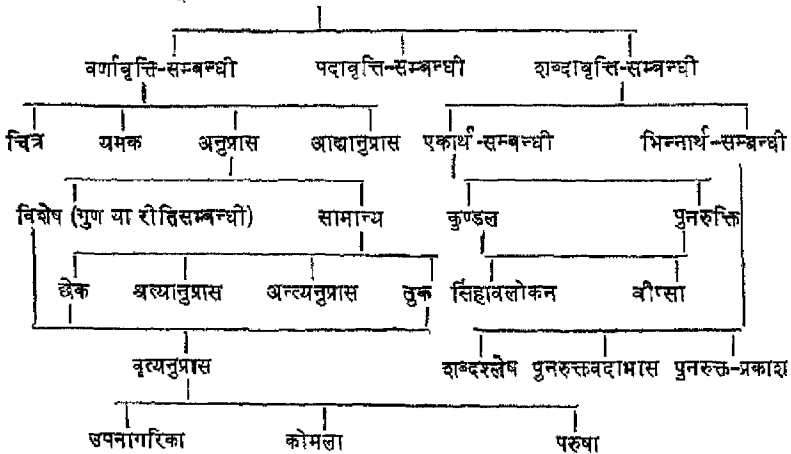 वर्णावृत्ति-सम्बन्धी पदावृत्ति-सम्बन्धी शब्दावृत्ति-सम्बन्धी
चित्र यमक अनुप्रास आद्यानुप्रास एकार्थ-सम्बन्धी भिन्नार्थ-सम्बन्धी
विशेष (गुण या रीतिसम्बन्धी) सामान्य कुण्डल पुनरुक्ति
छेक श्रत्यानुप्रास अन्त्यनुप्रास तुक सिंहावलोकन वीप्सा
वृत्यनुप्रास शब्दश्लेष पुनरुक्तवदाभास पुनरुक्त-प्रकाश
उपनागरिका कोमला परुषा